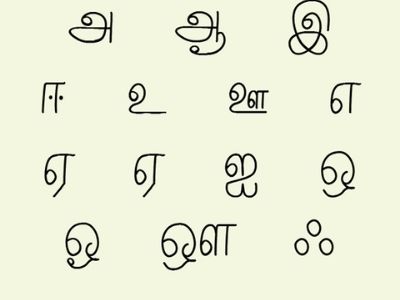 அ ஆ இ
ஈ உ ஊ எ
ஏ ஏ ஐ ஒ
ஓ ஔ ஃ